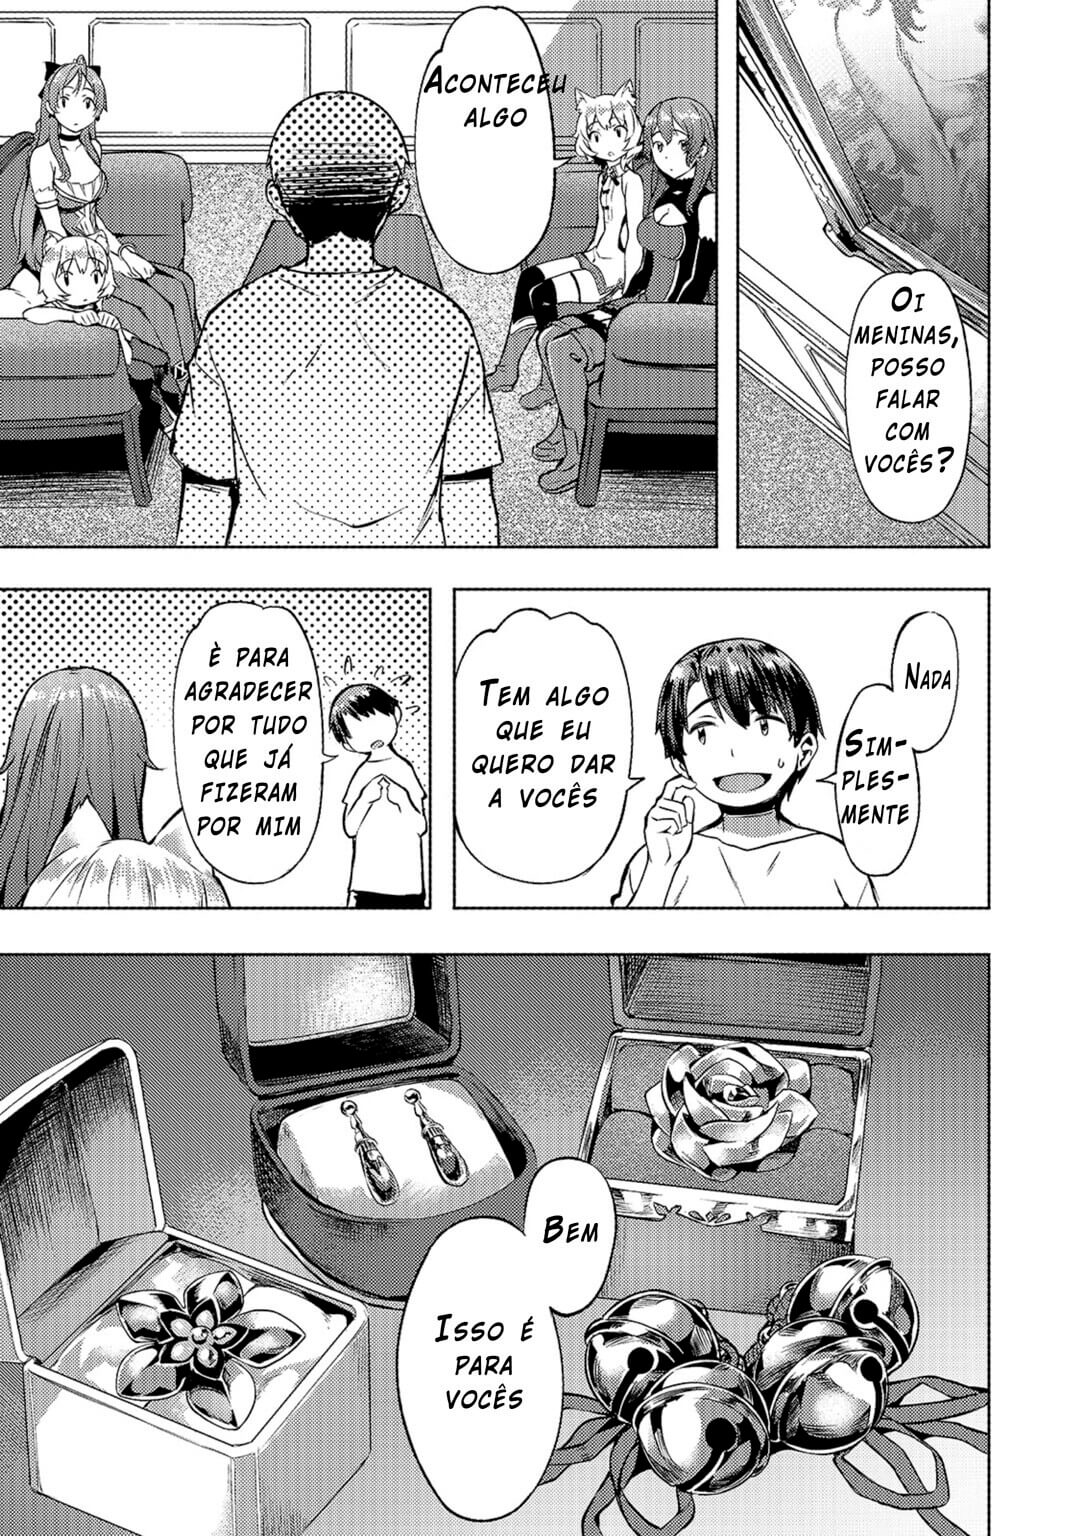 OI
MENINAS,
POSSO
FALAR
COM
VOCÊS?
ACONTECEU
ALGO
NADA
SIM-
PLES-
MENTE
TEM ALGO
QUE EU
QUERO DAR
A VOCÊS
È PARA
AGRADECER
POR TUDO
QUE JÁ
FIZERAM
POR MIM
BEM
ISSO É
PARA
VOCÊS